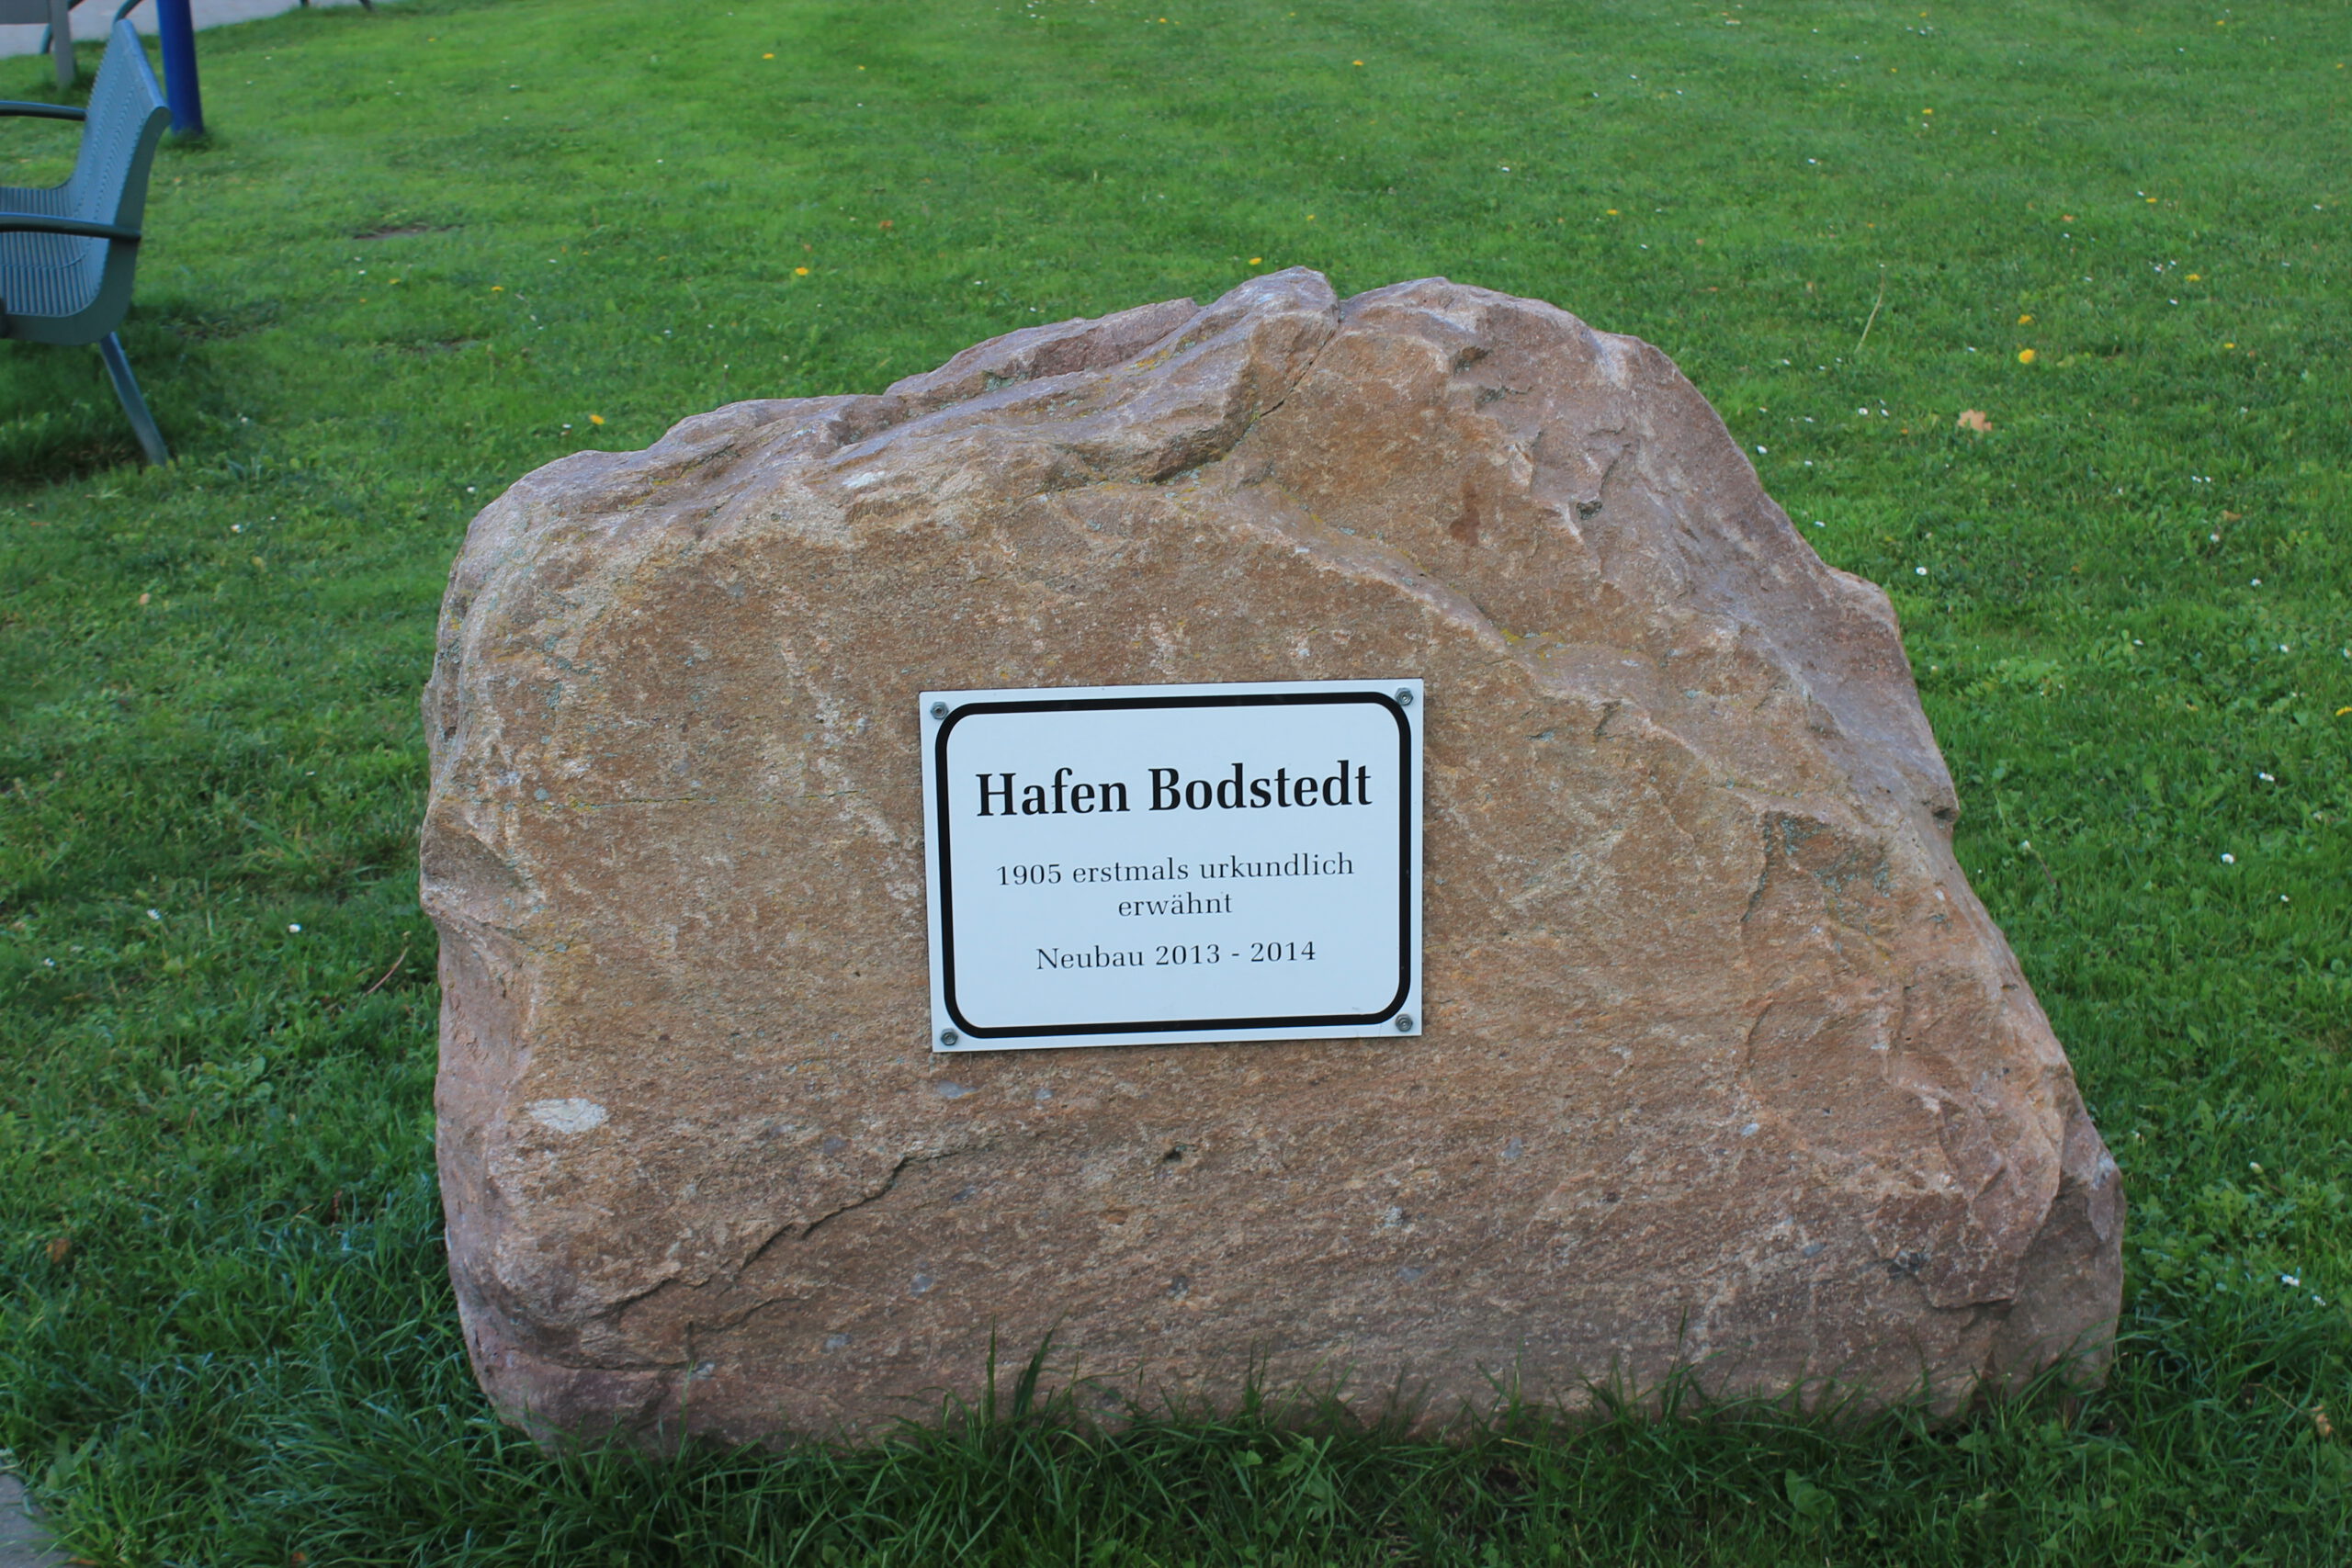 Hafen Bodstedt
1905 erstmals urkundlich
erwähnt
Neubau 2013 - 2014